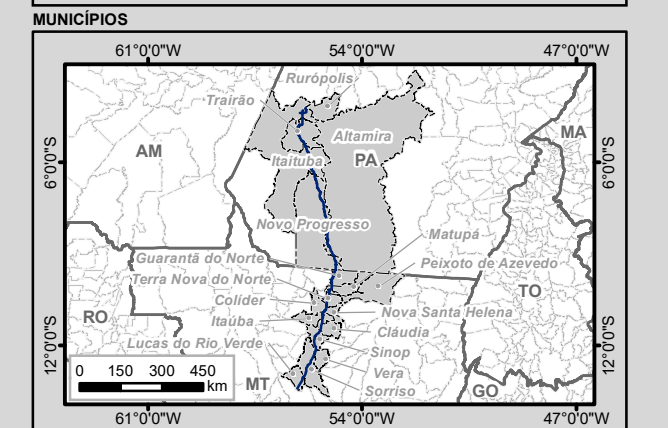 MUNICÍPIOS
61°0'0"W 54°0'0"W 47°0'0"W
Rurópolis
Trairão
Altamira
MA
AM
Itaituba
PA
6°0'0"S
6°0'0"S
Novo Progresso
Matupá
Guarantã do Norte
Peixoto de Azevedo
Terra Nova do Norte
TO
Colíder
Nova Santa Helena
RO
Itaúba
Cláudia
12°0'0"S
12°0'0"S
Lucas do Rio Verde
Sinop
Vera
0 150 300 450
km
MT
Sorriso
GO
61°0'0"W 54°0'0"W 47°0'0"W